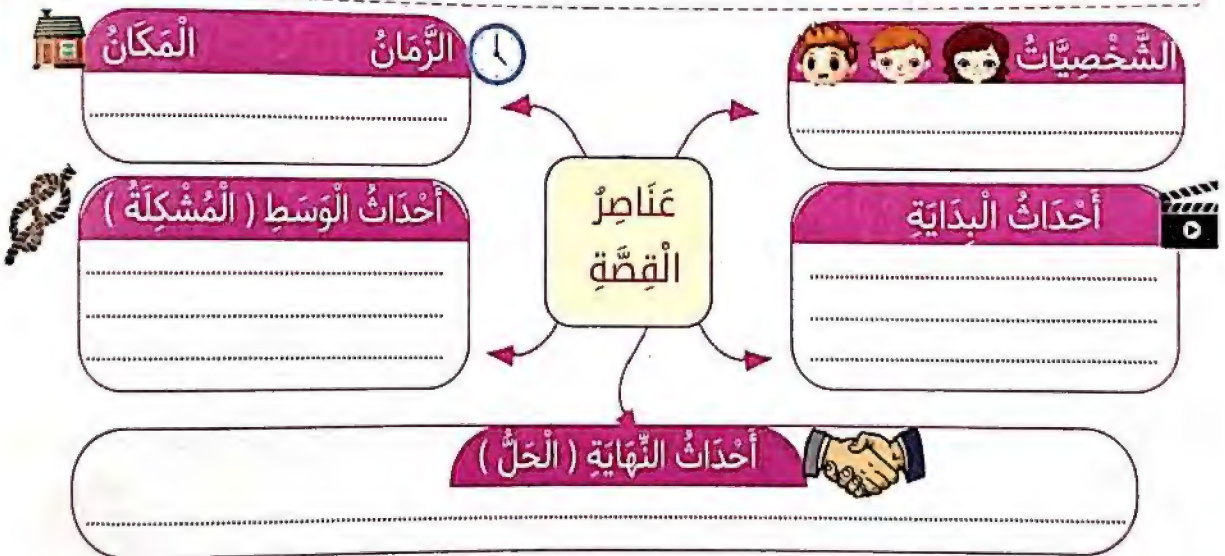 الشَّخْصِيَّاتُ
الزَّمَانُ الْمَكَانُ
عَنَاصِرُ
الْقِصَّةِ
أَحْدَاثُ الْبِدَايَةِ
أَحْدَاثُ الْوَسَطِ ( الْمُشْكِلَةُ )
أَحْدَاثُ النِّهَايَةِ ( الْحَلُّ )